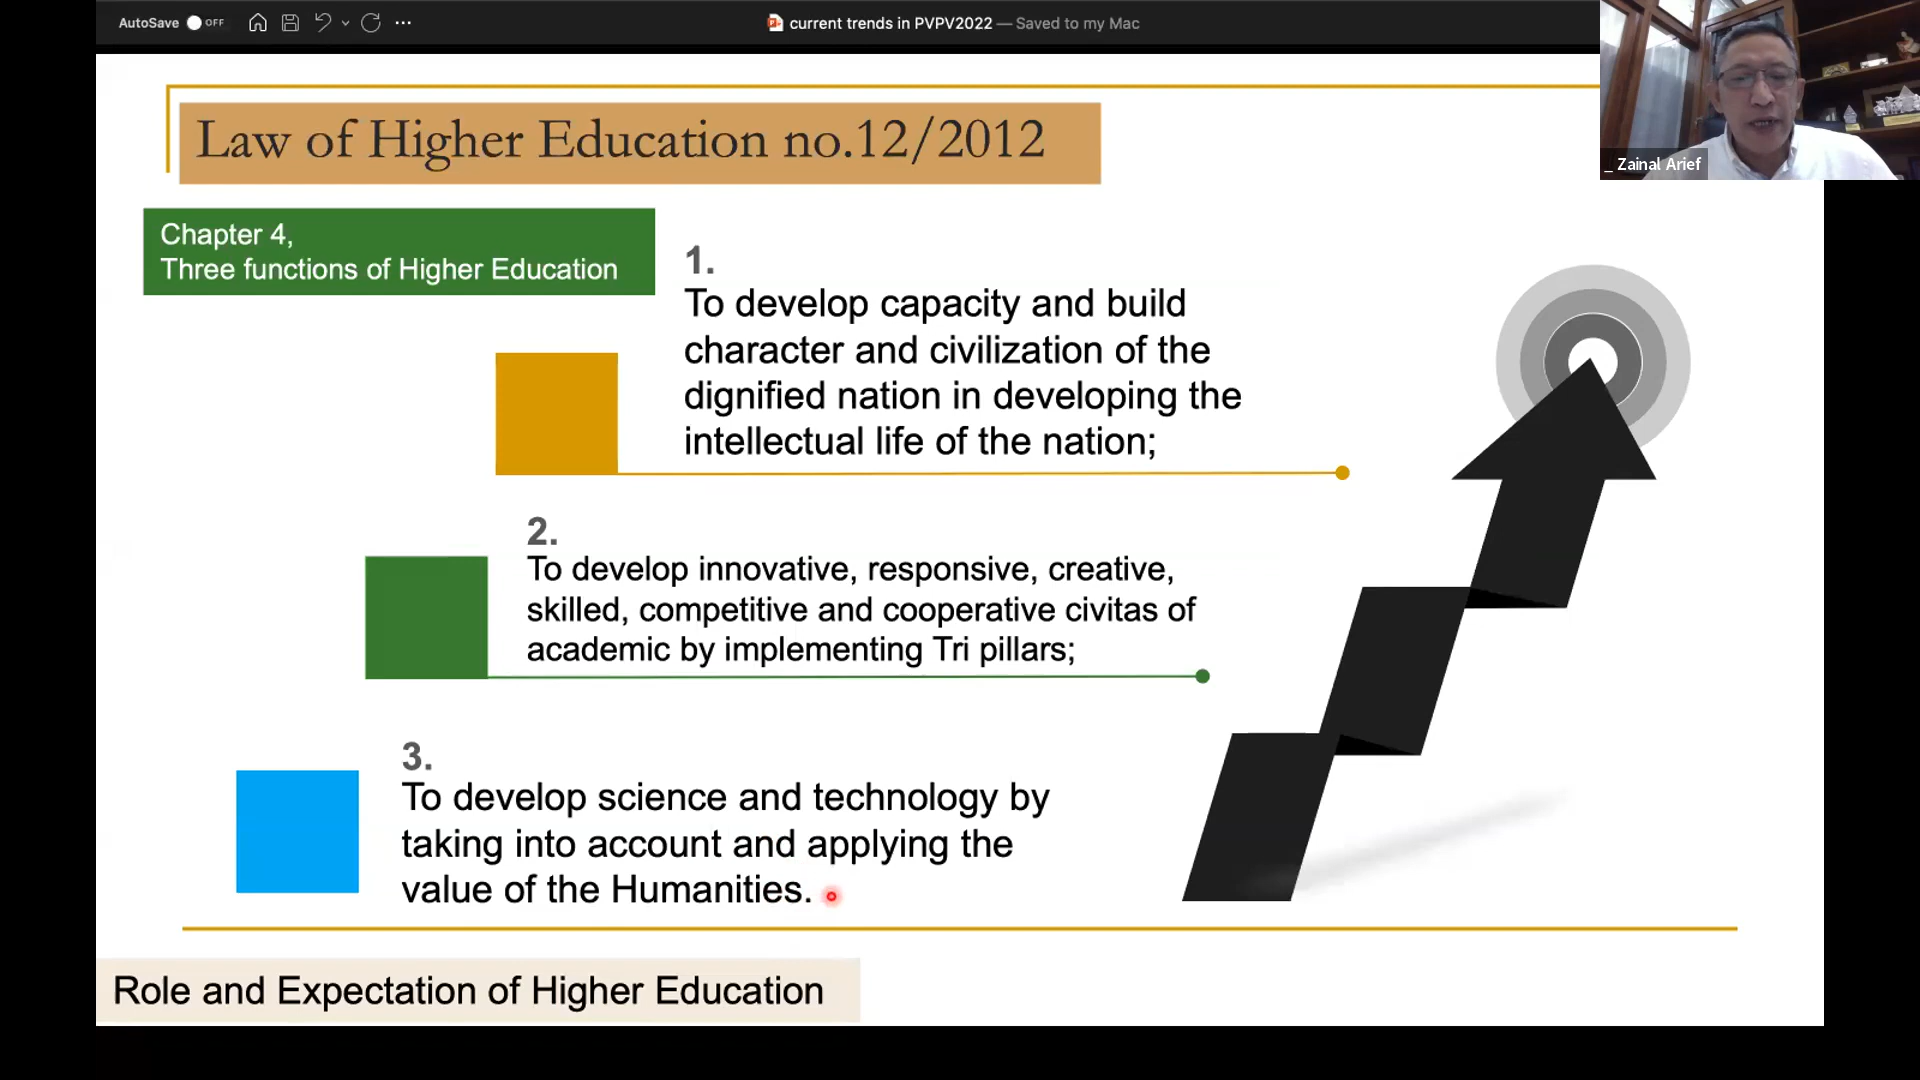 AutoSave OFF
current trends in PVPV2022 — Saved to my Mac
_ Zainal Arief
Law of Higher Education no.12/2012
Chapter 4,
Three functions of Higher Education
1.
To develop capacity and build
character and civilization of the
dignified nation in developing the
intellectual life of the nation;
2.
To develop innovative, responsive, creative,
skilled, competitive and cooperative civitas of
academic by implementing Tri pillars;
3.
To develop science and technology by
taking into account and applying the
value of the Humanities.
Role and Expectation of Higher Education